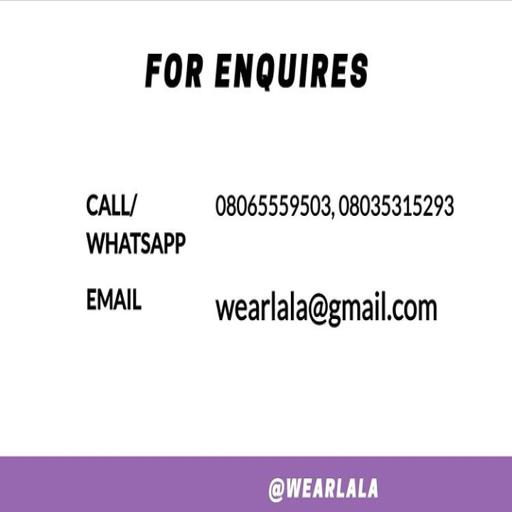 FOR ENQUIRES
CALL/ 08065559503, 08035315293
WHATSAPP
EMAIL wearlala@gmail.com
@WEARLALA